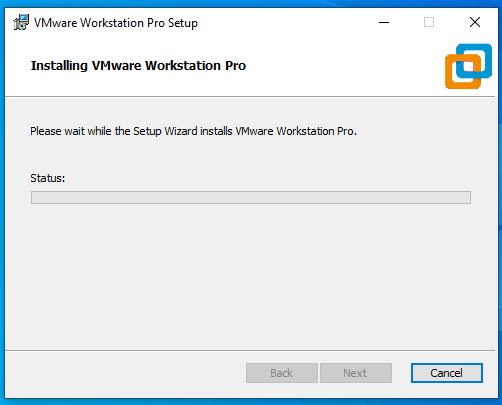 VMware Workstation Pro Setup
Installing VMware Workstation Pro
Please wait while the Setup Wizard installs VMware Workstation Pro.
Status:
Back
Next
Cancel